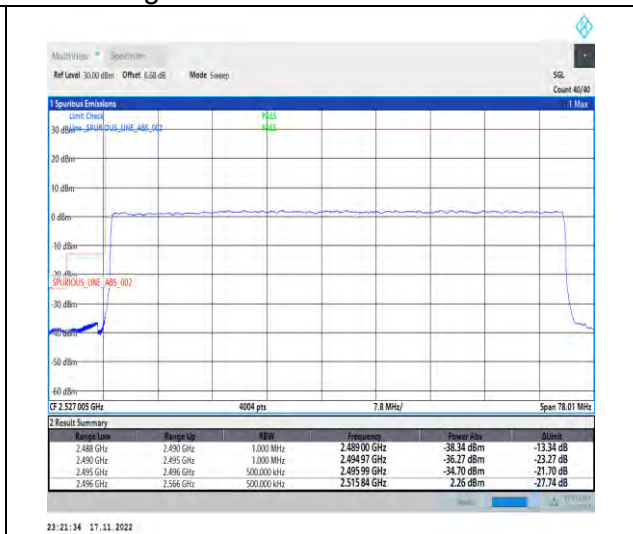 MultiView Spectrum
Ref Level 30.00 dBm Offset 6.68 dB Mode Sweep SGL
Count 40/40
1 Spurious Emissions 1 Max
Limit Check PASS
30 dBm Line _SPURIOUS_LINE_ABS_002 PASS
20 dBm
10 dBm
0 dBm
-10 dBm
-20 dBm
SPURIOUS_LINE_ABS_002
-30 dBm
-40 dBm
-50 dBm
-60 dBm
CF 2.527 005 GHz 4004 pts 7.8 MHz/ Span 78.01 MHz
2 Result Summary
Range Low Range Up RBW Frequency Power Abs ΔLimit
2.488 GHz 2.490 GHz 1.000 MHz 2.489 00 GHz -38.34 dBm -13.34 dB
2.490 GHz 2.495 GHz 1.000 MHz 2.494 97 GHz -36.27 dBm -23.27 dB
2.495 GHz 2.496 GHz 500.000 kHz 2.495 99 GHz -34.70 dBm -21.70 dB
2.496 GHz 2.566 GHz 500.000 kHz 2.515 84 GHz 2.26 dBm -27.74 dB
23:21:34 17.11.2022